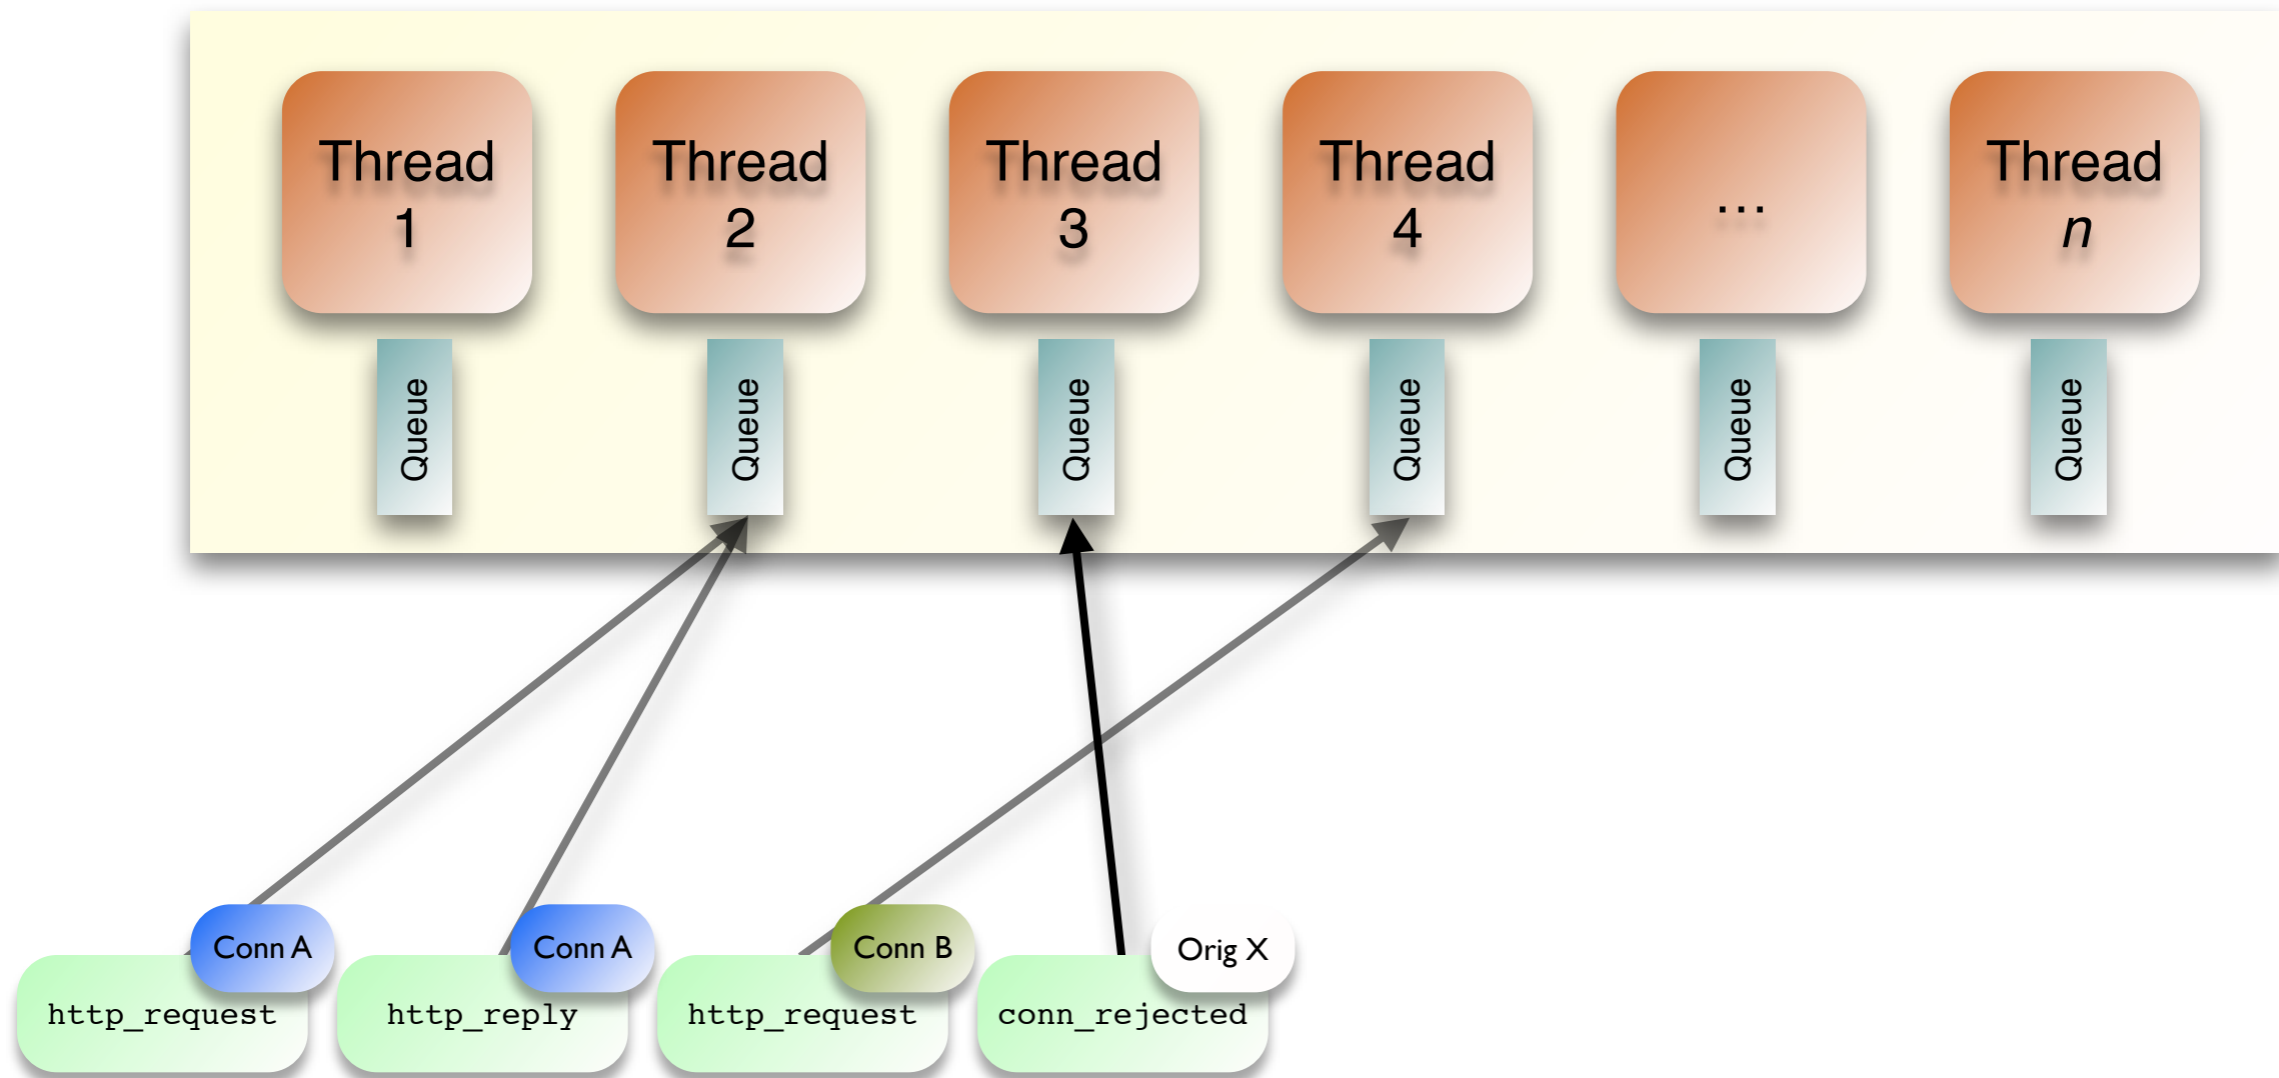 Thread
1
Thread
2
Thread
3
Thread
4
...
Thread
n
Queue
Queue
Queue
Queue
Queue
Queue
Conn A
Conn A
Conn B
Orig X
http_request
http_reply
http_request
conn_rejected